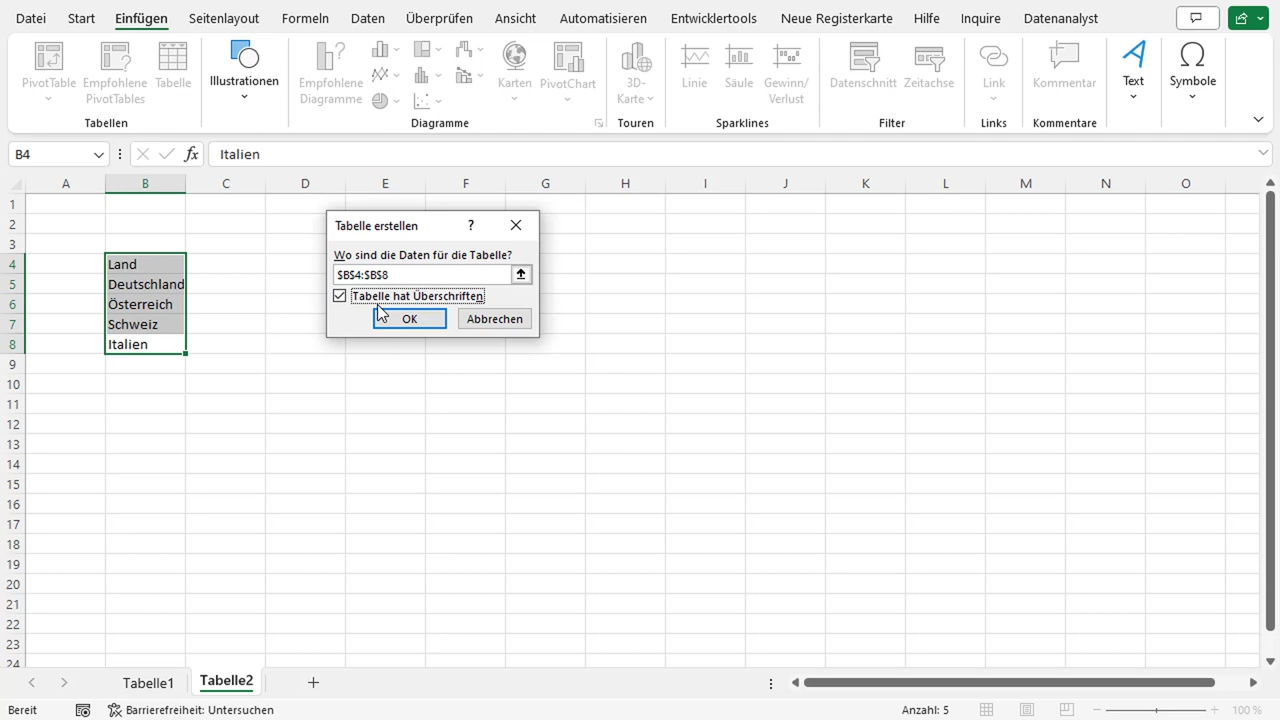 Datei Start Einfügen Seitenlayout Formeln Daten Überprüfen Ansicht Automatisieren Entwicklertools Neue Registerkarte Hilfe Inquire Datenanalyst
PivotTable Empfohlene PivotTables Tabelle Illustrationen Empfohlene Diagramme Karten PivotChart 3D-Karte Linie Säule Gewinn/Verlust Datenschnitt Zeitachse Link Kommentar Text Symbole
Tabellen Diagramme Touren Sparklines Filter Links Kommentare
B4 fx Italien
A B C D E F G H I J K L M N O
1
2
3
4 Land
5 Deutschland
6 Österreich
7 Schweiz
8 Italien
9
10
11
12
13
14
15
16
17
18
19
20
21
22
23
24
Tabelle erstellen ?
Wo sind die Daten für die Tabelle?
$B$4:$B$8
Tabelle hat Überschriften
OK Abbrechen
Tabelle1 Tabelle2
Bereit Barrierefreiheit: Untersuchen Anzahl: 5 100 %